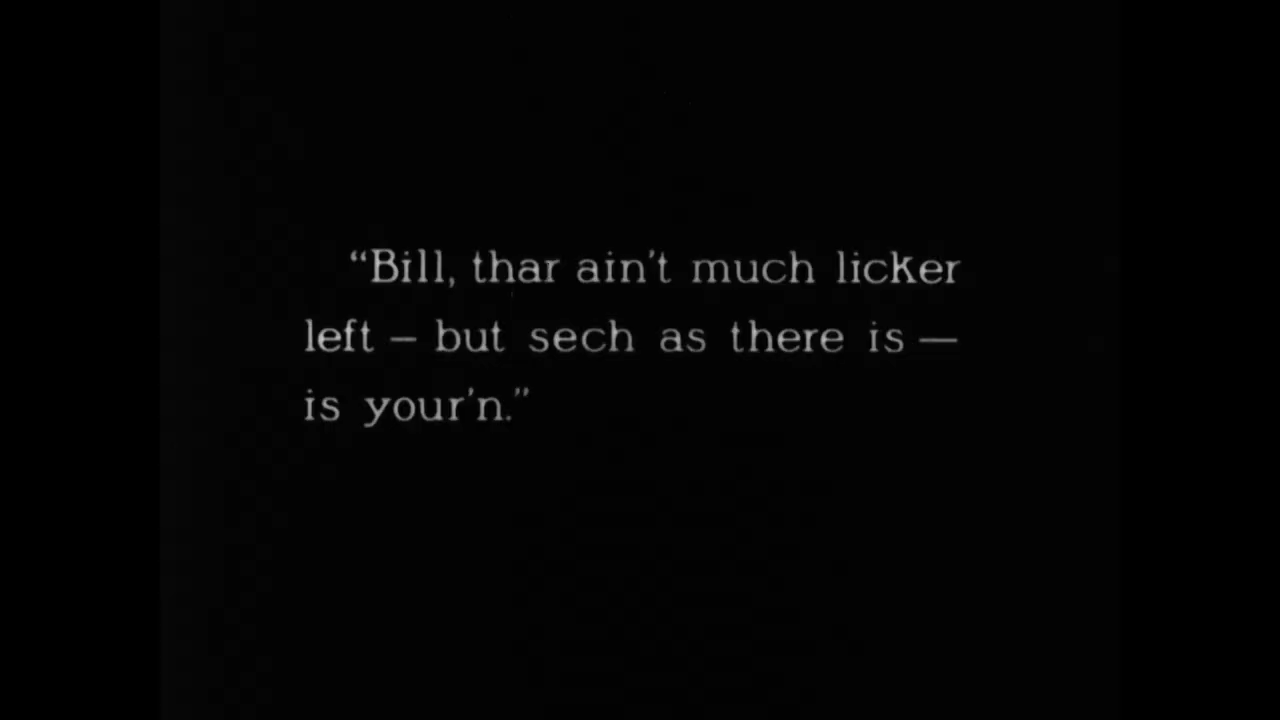 “Bill, thar ain't much licker
left – but sech as there is —
is your'n.”